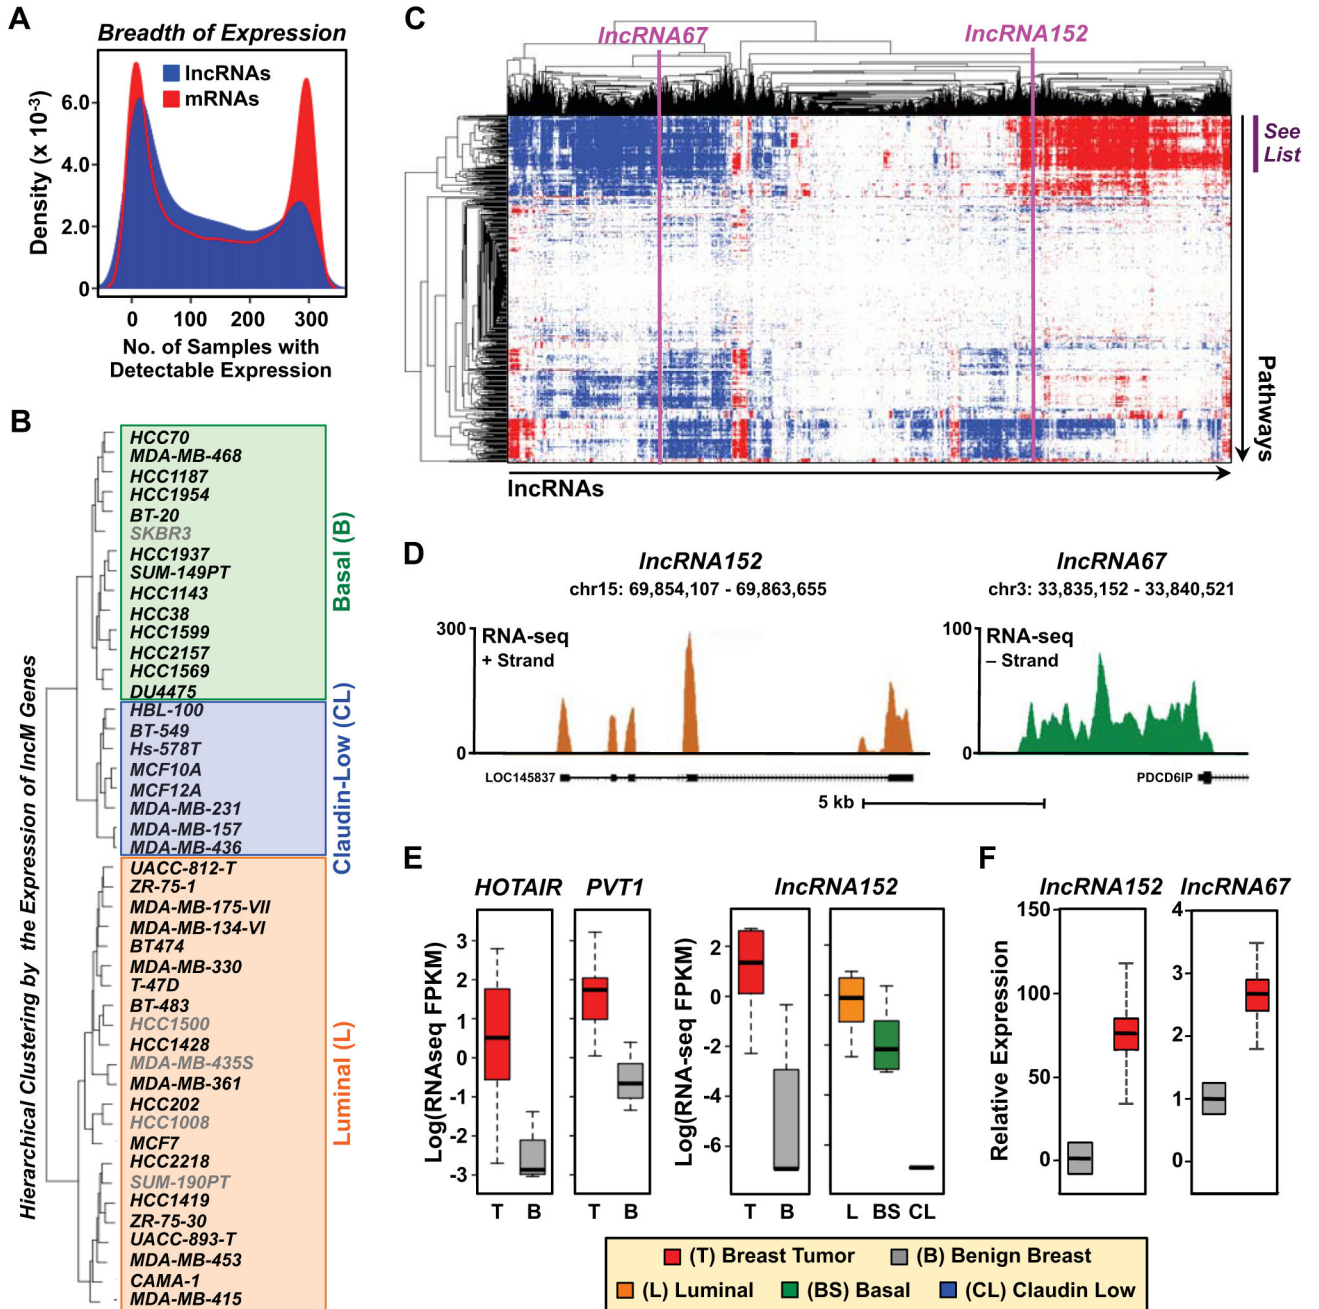 A
Breadth of Expression
lncRNAs
mRNAs
Density (x 10-3)
6.0
4.0
2.0
0
0 100 200 300
No. of Samples with
Detectable Expression
B
Hierarchical Clustering by the Expression of lncM Genes
HCC70
MDA-MB-468
HCC1187
HCC1954
BT-20
SKBR3
HCC1937
SUM-149PT
HCC1143
HCC38
HCC1599
HCC2157
HCC1569
DU4475
Basal (B)
HBL-100
BT-549
Hs-578T
MCF10A
MCF12A
MDA-MB-231
MDA-MB-157
MDA-MB-436
Claudin-Low (CL)
UACC-812-T
ZR-75-1
MDA-MB-175-VII
MDA-MB-134-VI
BT474
MDA-MB-330
T-47D
BT-483
HCC1500
HCC1428
MDA-MB-435S
MDA-MB-361
HCC202
HCC1008
MCF7
HCC2218
SUM-190PT
HCC1419
ZR-75-30
UACC-893-T
MDA-MB-453
CAMA-1
MDA-MB-415
Luminal (L)
C
lncRNA67
lncRNA152
See
List
Pathways
lncRNAs
D
lncRNA152
chr15: 69,854,107 - 69,863,655
300
RNA-seq
+ Strand
0
LOC145837
lncRNA67
chr3: 33,835,152 - 33,840,521
100
RNA-seq
– Strand
0
PDCD6IP
5 kb
E
HOTAIR
PVT1
Log(RNAseq FPKM)
3
2
1
0
-1
-2
-3
T B
T B
lncRNA152
Log(RNA-seq FPKM)
2
0
-2
-4
-6
T B
L BS CL
F
lncRNA152
lncRNA67
Relative Expression
150
100
50
0
4
3
2
1
0
(T) Breast Tumor
(B) Benign Breast
(L) Luminal
(BS) Basal
(CL) Claudin Low